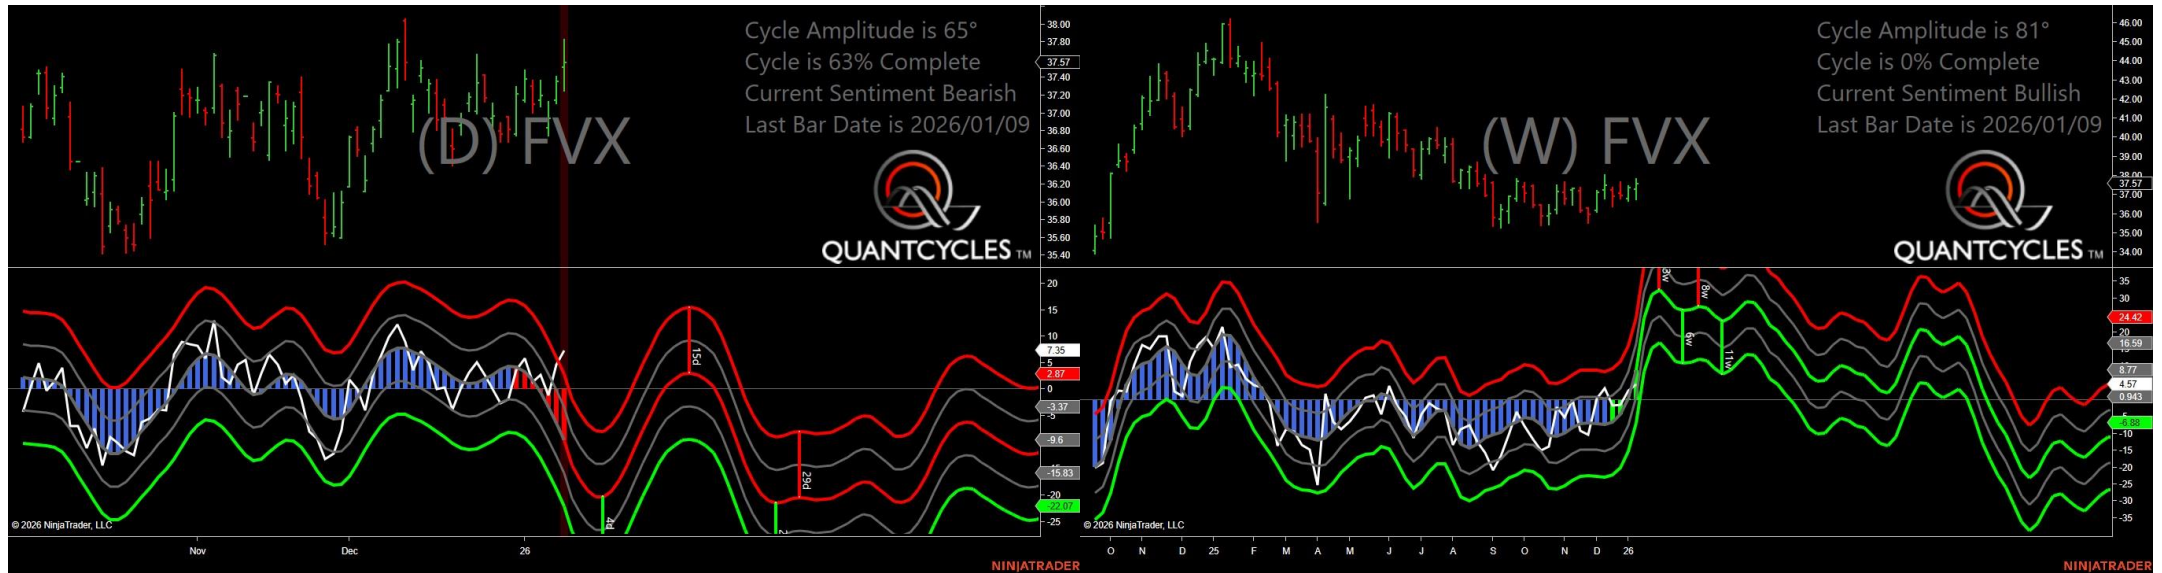 Cycle Amplitude is 65°
Cycle is 63% Complete
Current Sentiment Bearish
Last Bar Date is 2026/01/09
(D) FVX
QUANTCYCLES TM
38.00
37.80
37.57
37.40
37.20
37.00
36.80
36.60
36.40
36.20
36.00
35.80
35.60
35.40
20
15
10
7.35
5
2.87
0
-3.37
-5
-9.6
-15.83
-20
-22.07
-25
15d
29d
4d
© 2026 NinjaTrader, LLC
Nov
Dec
26
NINJATRADER
Cycle Amplitude is 81°
Cycle is 0% Complete
Current Sentiment Bullish
Last Bar Date is 2026/01/09
(W) FVX
QUANTCYCLES TM
46.00
45.00
44.00
43.00
42.00
41.00
40.00
39.00
38.00
37.57
37.00
36.00
35.00
34.00
35
30
24.42
20
16.59
8.77
4.57
0.943
-6.88
-10
-15
-20
-25
-30
-35
8w
6w
11w
© 2026 NinjaTrader, LLC
O N D 25 F M A M J J A S O N D 26
NINJATRADER